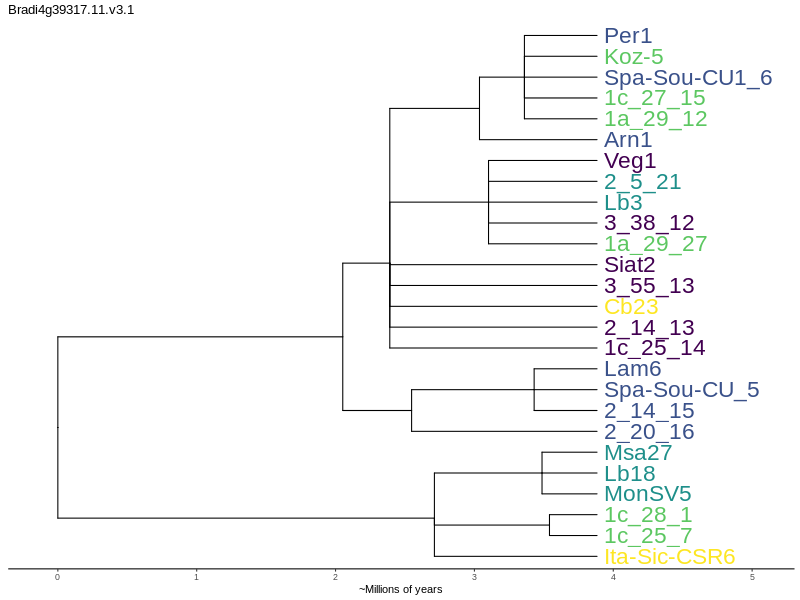 Bradi4g39317.11.v3.1
Per1
Koz-5
Spa-Sou-CU1_6
1c_27_15
1a_29_12
Arn1
Veg1
2_5_21
Lb3
3_38_12
1a_29_27
Siat2
3_55_13
Cb23
2_14_13
1c_25_14
Lam6
Spa-Sou-CU_5
2_14_15
2_20_16
Msa27
Lb18
MonSV5
1c_28_1
1c_25_7
Ita-Sic-CSR6
0 1 2 3 4 5
~Millions of years